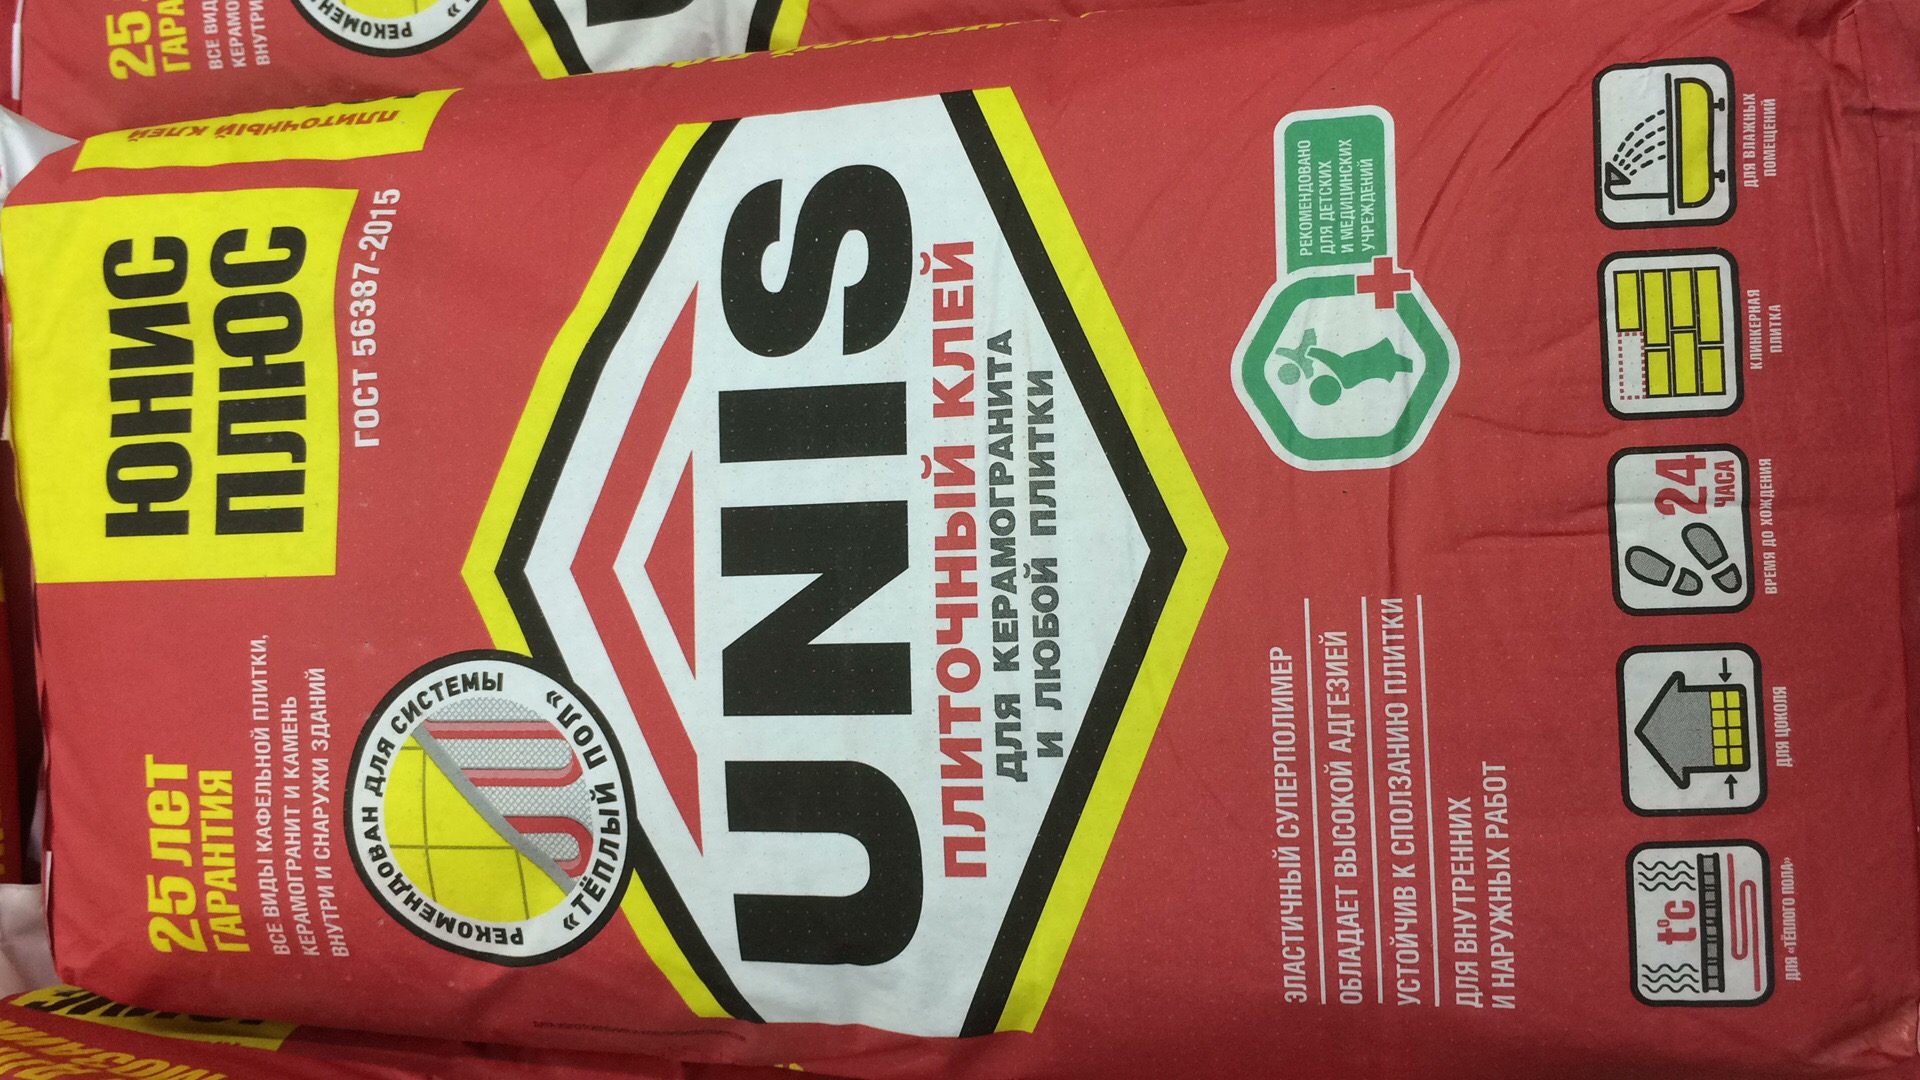 25 ЛЕТ
ГАРАНТИЯ
ВСЕ ВИДЫ КАФЕЛЬНОЙ ПЛИТКИ,
КЕРАМОГРАНИТ И КАМЕНЬ
ВНУТРИ И СНАРУЖИ ЗДАНИЙ
ЮНИС
ПЛЮС
ГОСТ 56387-2015
ПЛИТОЧНЫЙ КЛЕЙ
РЕКОМЕНДОВАН ДЛЯ СИСТЕМЫ
«ТЁПЛЫЙ ПОЛ»
UNIS
ПЛИТОЧНЫЙ КЛЕЙ
ДЛЯ КЕРАМОГРАНИТА
И ЛЮБОЙ ПЛИТКИ
ЭЛАСТИЧНЫЙ СУПЕРПОЛИМЕР
ОБЛАДАЕТ ВЫСОКОЙ АДГЕЗИЕЙ
УСТОЙЧИВ К СПОЛЗАНИЮ ПЛИТКИ
ДЛЯ ВНУТРЕННИХ
И НАРУЖНЫХ РАБОТ
РЕКОМЕНДОВАНО
ДЛЯ ДЕТСКИХ
И МЕДИЦИНСКИХ
УЧРЕЖДЕНИЙ
t°C
ДЛЯ «ТЁПЛОГО ПОЛА»
ДЛЯ ЦОКОЛЯ
24
ЧАСА
ВРЕМЯ ДО ХОЖДЕНИЯ
КЛИНКЕРНАЯ
ПЛИТКА
ДЛЯ ВЛАЖНЫХ
ПОМЕЩЕНИЙ
25